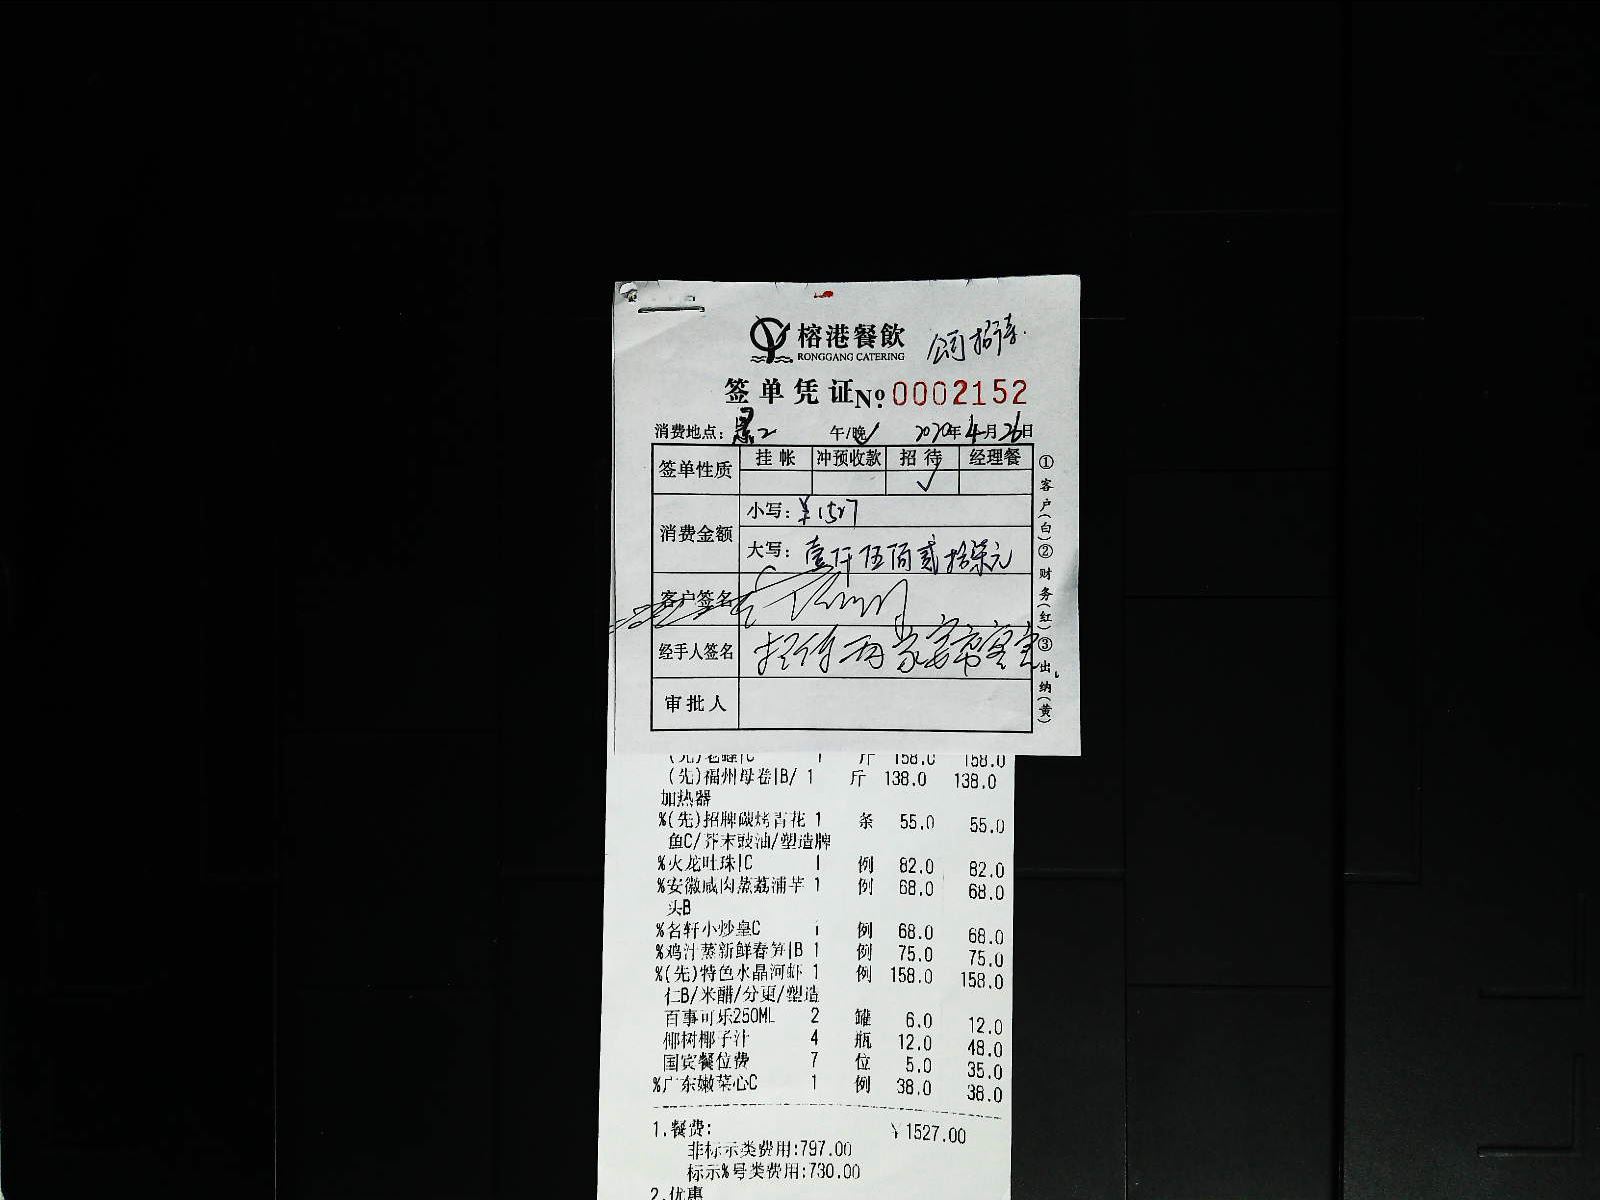 榕港餐飲
RONGGANG CATERING
公司招待
签单凭证№ 0002152
消费地点: 午/晚 2020年4月26日
签单性质 挂帐 冲预收款 招待 经理餐
✓
消费金额 小写: ¥1527
大写: 壹仟伍佰贰拾柒元
客户签名
经手人签名
审批人
①客户(白)②财务(红)③出纳(黄)
1 斤 158.0 158.0
(先)福州母卷|B/ 1 斤 138.0 138.0
加热器
%(先)招牌碳烤青花 1 条 55.0 55.0
鱼C/芥末豉油/塑造牌
%火龙吐珠|C 1 例 82.0 82.0
%安徽咸肉蒸荔浦芋 1 例 68.0 68.0
头B
%名轩小炒皇C 1 例 68.0 68.0
%鸡汁蒸新鲜春笋|B 1 例 75.0 75.0
%(先)特色水晶河虾 1 例 158.0 158.0
仁B/米醋/分更/塑造
百事可乐250ML 2 罐 6.0 12.0
椰树椰子汁 4 瓶 12.0 48.0
国宾餐位费 7 位 5.0 35.0
%广东嫩菜心C 1 例 38.0 38.0
1.餐费: ¥1527.00
非标示类费用:797.00
标示%号类费用:730.00
2.优惠